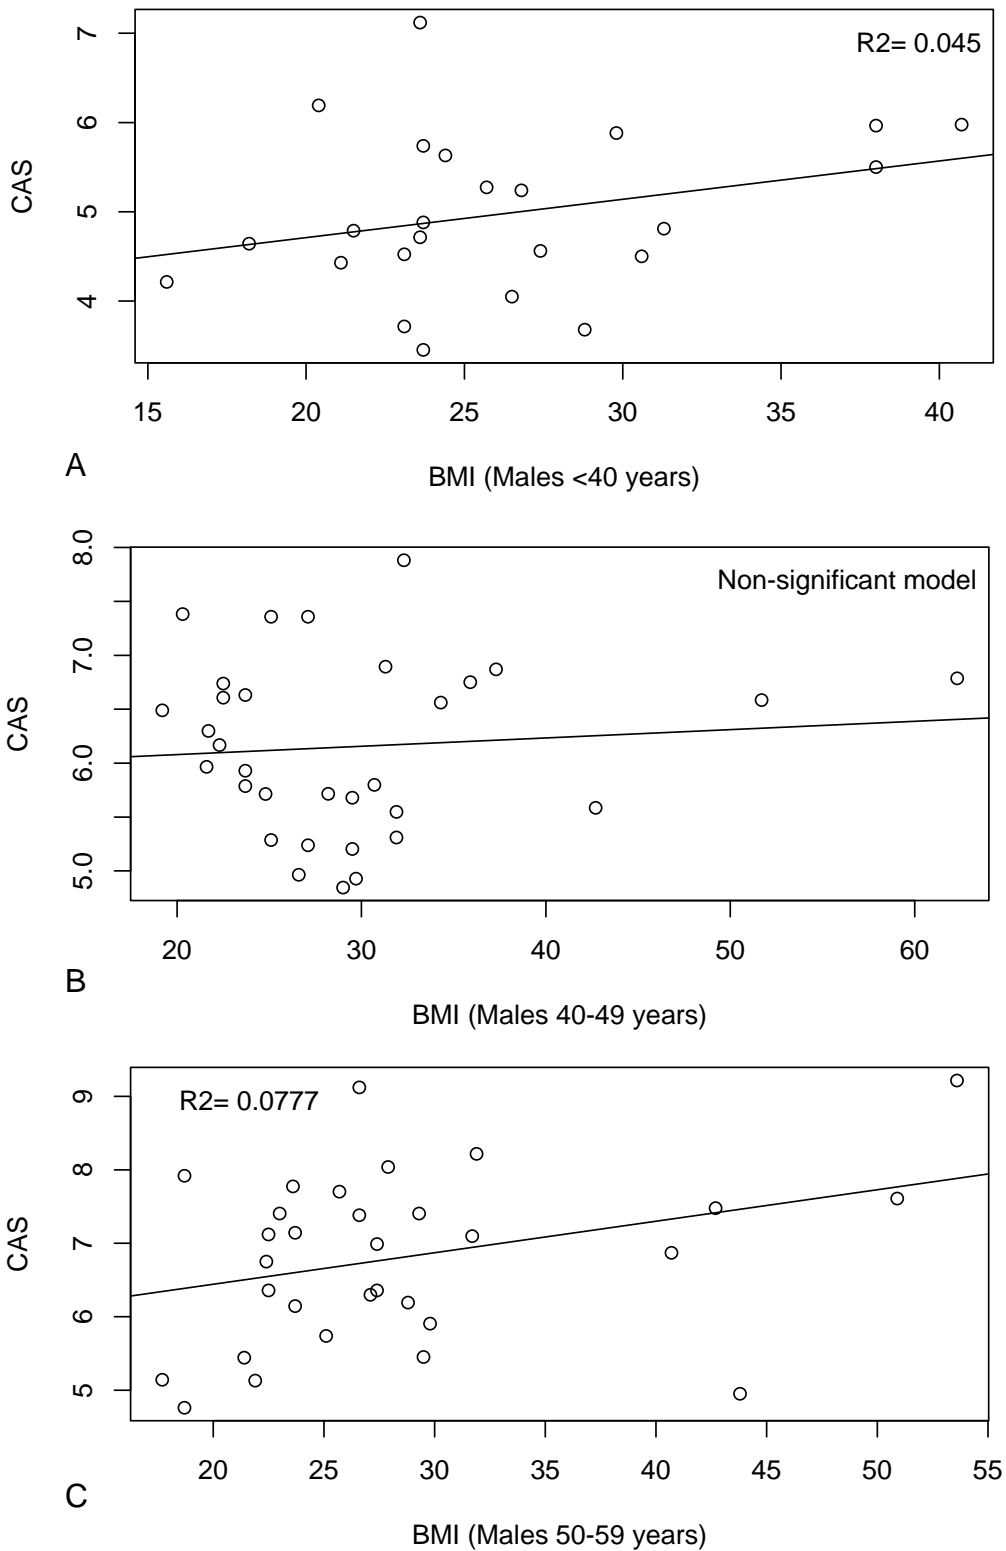 R2= 0.045
CAS
7
6
5
4
15 20 25 30 35 40
A
BMI (Males <40 years)
Non-significant model
CAS
8.0
7.0
6.0
5.0
20 30 40 50 60
B
BMI (Males 40-49 years)
R2= 0.0777
CAS
9
8
7
6
5
20 25 30 35 40 45 50 55
C
BMI (Males 50-59 years)